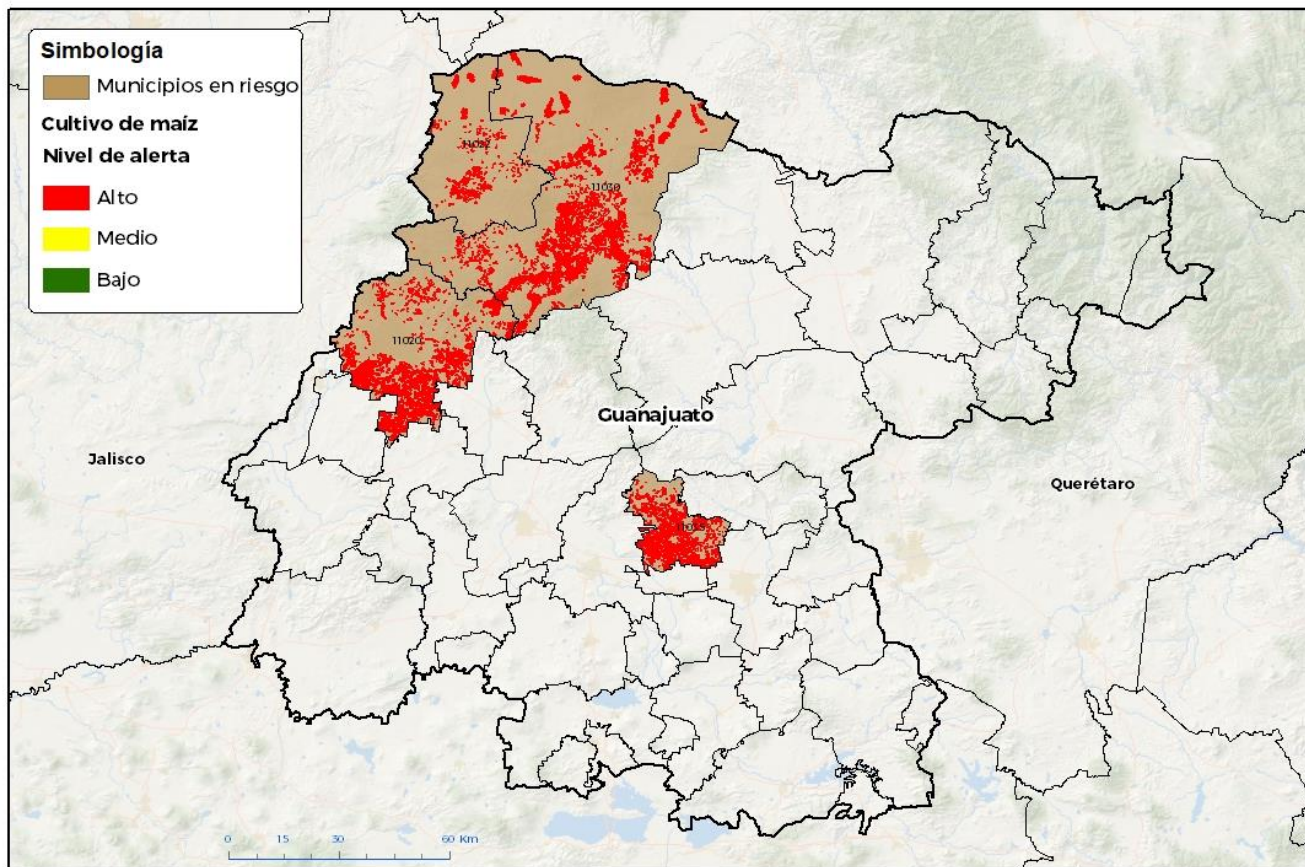 Simbología
Municipios en riesgo
Cultivo de maíz
Nivel de alerta
Alto
Medio
Bajo
11022
11030
11020
Guanajuato
Jalisco
Querétaro
0 15 30 60 Km